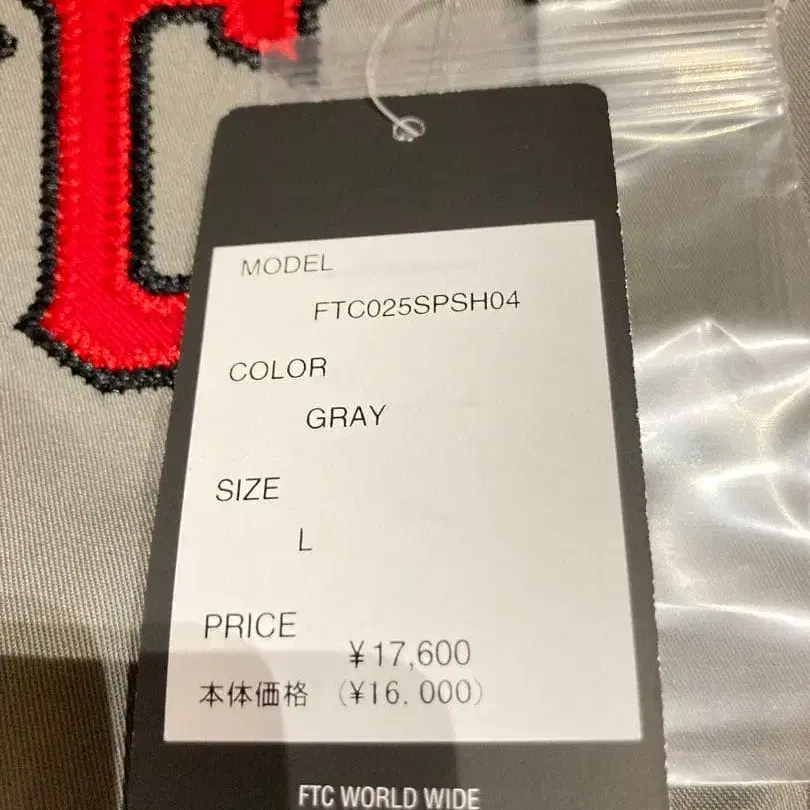 MODEL
FTC025SPSH04
COLOR
GRAY
SIZE
L
PRICE
¥17,600
本体価格 (¥16,000)
FTC WORLD WIDE